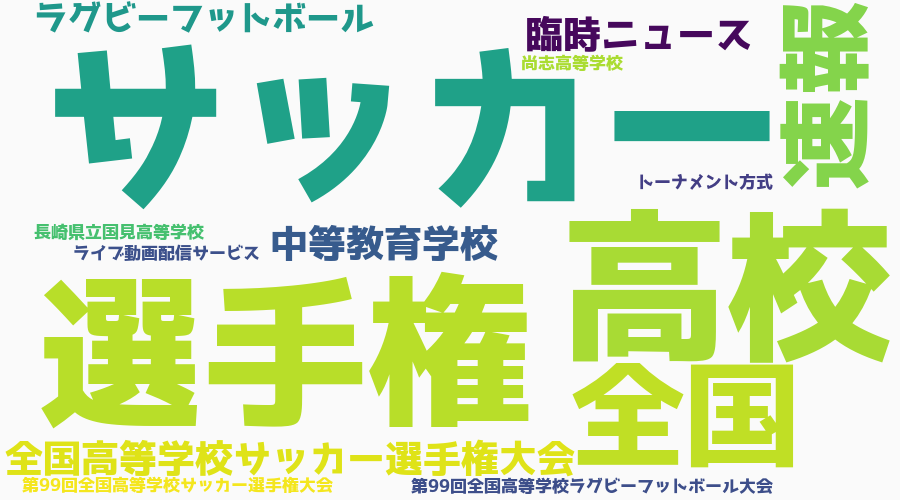 ラグビーフットボール
臨時ニュース
速報
サッカー
尚志高等学校
トーナメント方式
長崎県立国見高等学校
ライブ動画配信サービス
中等教育学校
高校
選手権
全国
全国高等学校サッカー選手権大会
第99回全国高等学校サッカー選手権大会
第99回全国高等学校ラグビーフットボール大会